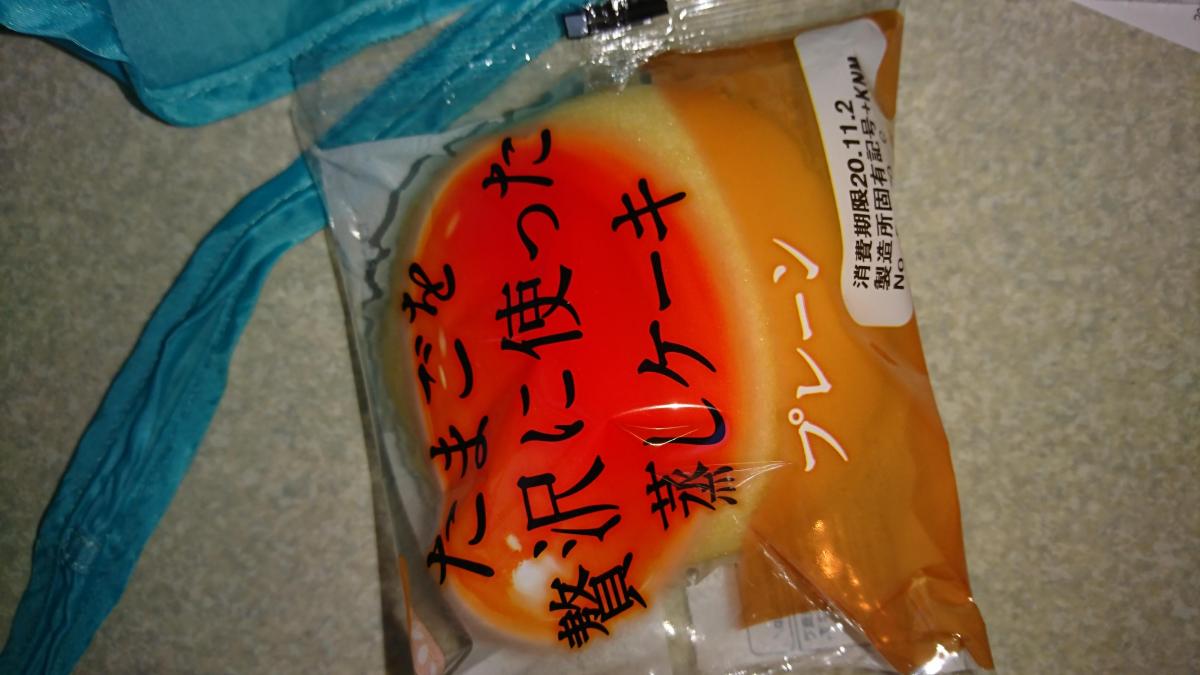 たまごを
贅沢に使った
蒸しケーキ
プレーン
消費期限20.11.2
製造所固有記号+KNM
No